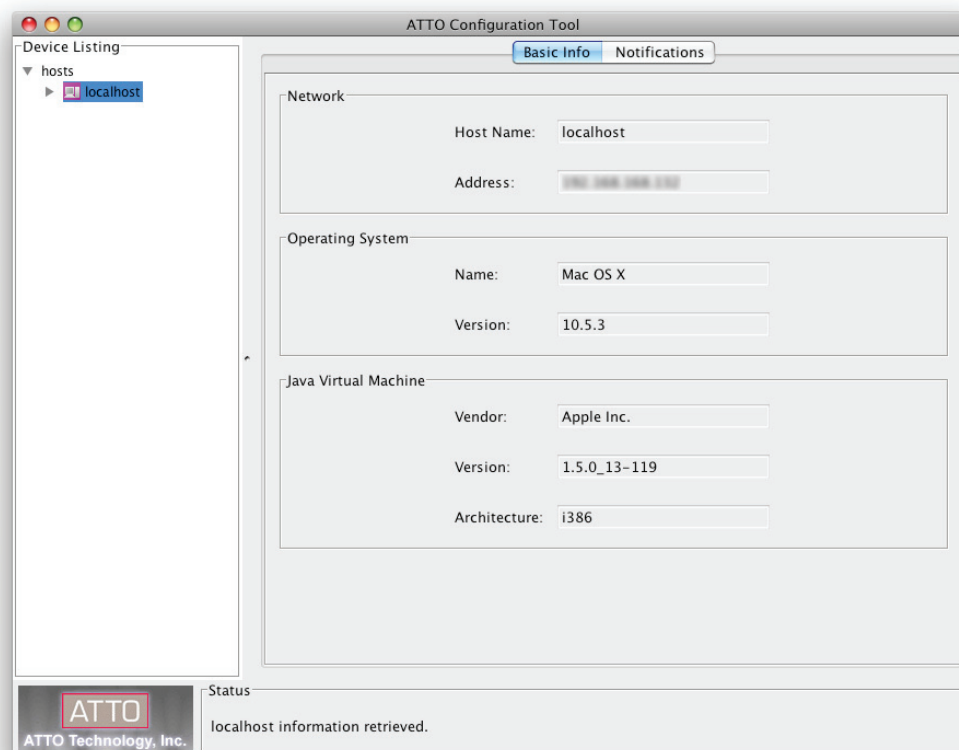 ATTO Configuration Tool
Device Listing
hosts
localhost
Basic Info
Notifications
Network
Host Name: localhost
Address:
Operating System
Name: Mac OS X
Version: 10.5.3
Java Virtual Machine
Vendor: Apple Inc.
Version: 1.5.0_13-119
Architecture: i386
ATTO
ATTO Technology, Inc.
Status
localhost information retrieved.